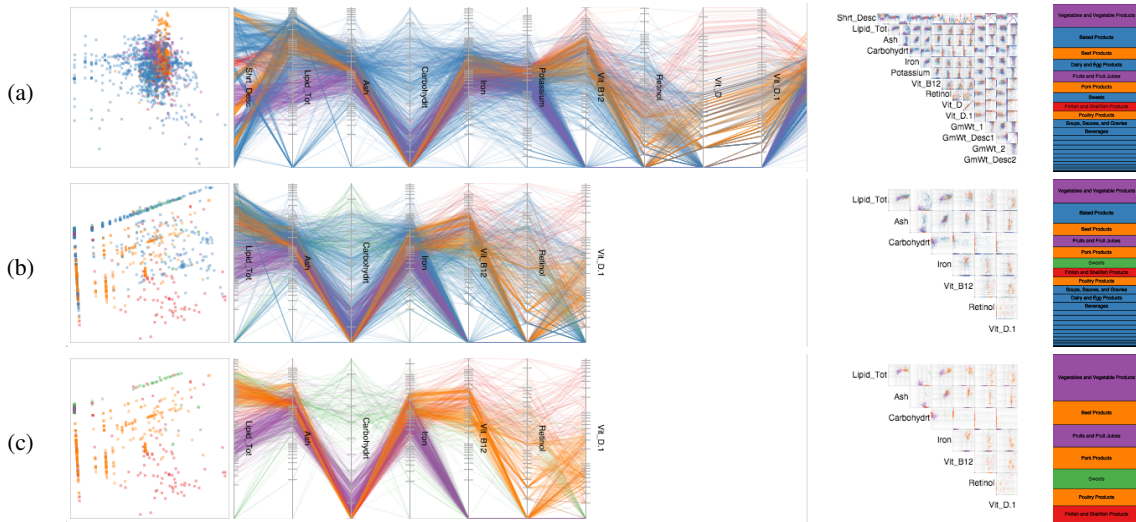 (a)
Shrt_Desc
Lipid_Tot
Ash
Carbohydrt
Iron
Potassium
Vit_B12
Retinol
Vit_D
Vit_D.1
Shrt_Desc
Lipid_Tot
Ash
Carbohydrt
Iron
Potassium
Vit_B12
Retinol
Vit_D
Vit_D.1
GmWt_1
GmWt_Desc1
GmWt_2
GmWt_Desc2
Vegetables and Vegetable Products
Baked Products
Beef Products
Dairy and Egg Products
Fruits and Fruit Juices
Pork Products
Sweets
Finfish and Shellfish Products
Poultry Products
Soups, Sauces, and Gravies
Beverages
(b)
Lipid_Tot
Ash
Carbohydrt
Iron
Vit_B12
Retinol
Vit_D.1
Lipid_Tot
Ash
Carbohydrt
Iron
Vit_B12
Retinol
Vit_D.1
Vegetables and Vegetable Products
Baked Products
Beef Products
Fruits and Fruit Juices
Pork Products
Sweets
Finfish and Shellfish Products
Poultry Products
Soups, Sauces, and Gravies
Dairy and Egg Products
Beverages
(c)
Lipid_Tot
Ash
Carbohydrt
Iron
Vit_B12
Retinol
Vit_D.1
Lipid_Tot
Ash
Carbohydrt
Iron
Vit_B12
Retinol
Vit_D.1
Vegetables and Vegetable Products
Beef Products
Fruits and Fruit Juices
Pork Products
Sweets
Poultry Products
Finfish and Shellfish Products